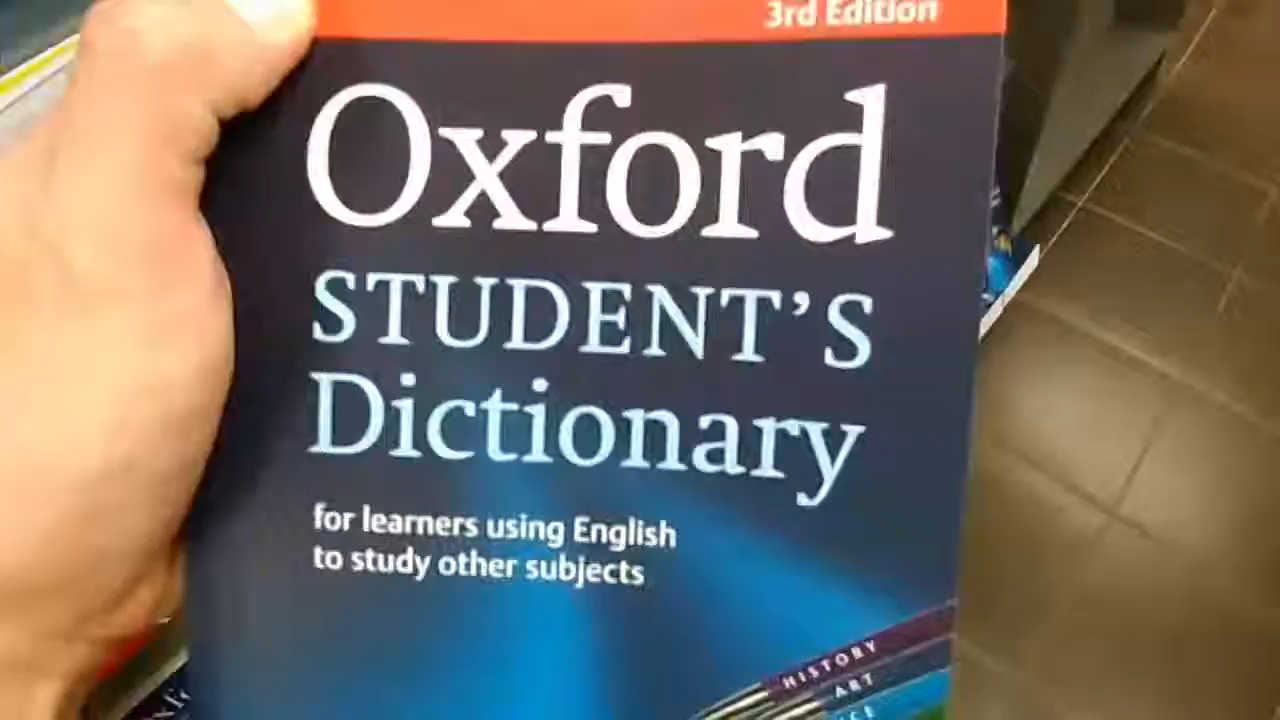 3rd Edition
Oxford
STUDENT'S
Dictionary
for learners using English
to study other subjects
HISTORY
ART